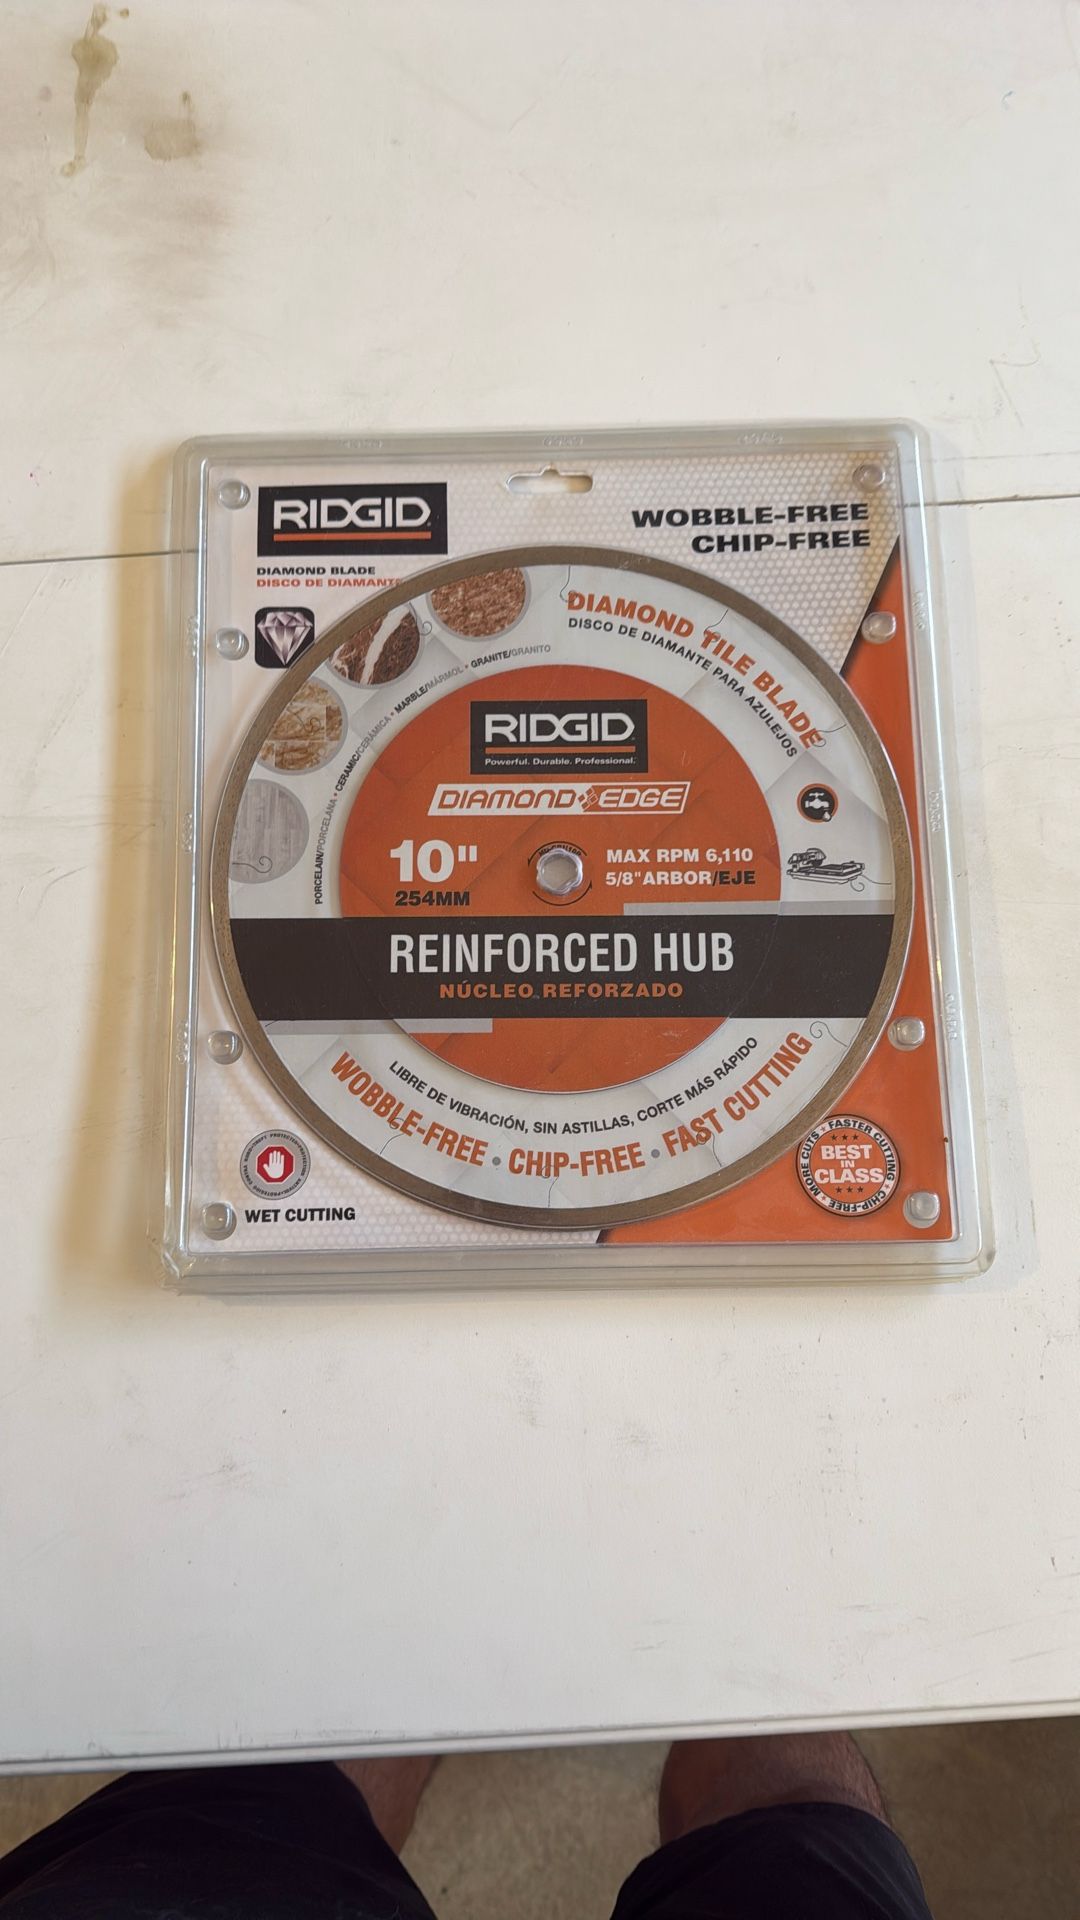 RIDGID
WOBBLE-FREE
CHIP-FREE
DIAMOND BLADE
DISCO DE DIAMANTE
DIAMOND TILE BLADE
DISCO DE DIAMANTE PARA AZULEJOS
PORCELAIN/PORCELANA • CERAMIC/CERÁMICA • MARBLE/MÁRMOL • GRANITE/GRANITO
RIDGID
Powerful. Durable. Professional.
DIAMOND EDGE
10"
254MM
MAX RPM 6,110
5/8" ARBOR/EJE
REINFORCED HUB
NÚCLEO REFORZADO
LIBRE DE VIBRACIÓN, SIN ASTILLAS, CORTE MÁS RÁPIDO
WOBBLE-FREE • CHIP-FREE • FAST CUTTING
WET CUTTING
FASTER CUTTING
CHIP-FREE
MORE CUTS
BEST
IN
CLASS